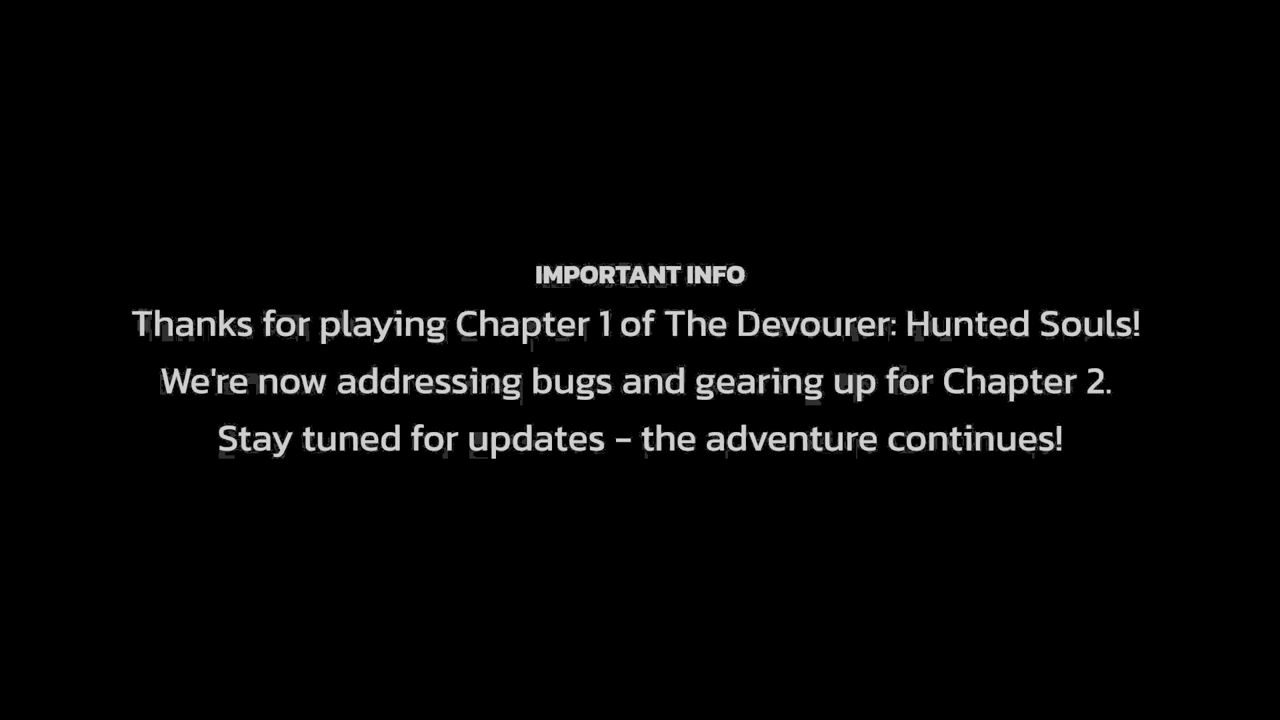 IMPORTANT INFO
Thanks for playing Chapter 1 of The Devourer: Hunted Souls!
We're now addressing bugs and gearing up for Chapter 2.
Stay tuned for updates – the adventure continues!